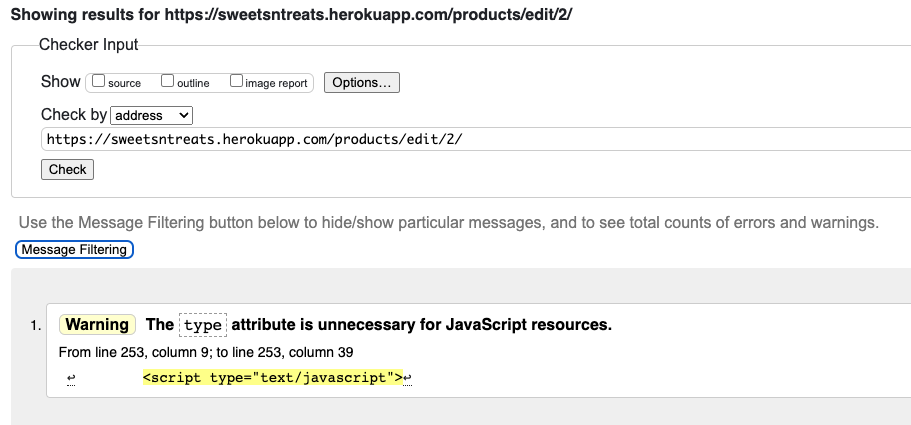 Showing results for https://sweetsntreats.herokuapp.com/products/edit/2/
Checker Input
Show source outline image report Options...
Check by address
https://sweetsntreats.herokuapp.com/products/edit/2/
Check
Use the Message Filtering button below to hide/show particular messages, and to see total counts of errors and warnings.
Message Filtering
1. Warning The type attribute is unnecessary for JavaScript resources.
From line 253, column 9; to line 253, column 39
↩ <script type="text/javascript">↩